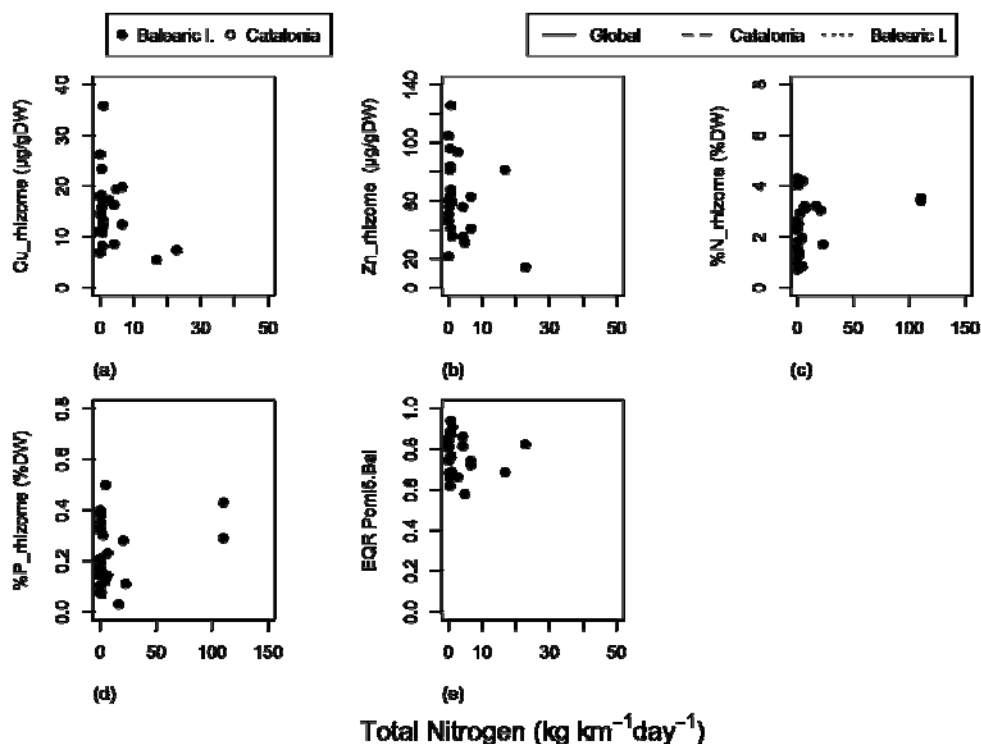 Balearic I. Catalonia
Global Catalonia Balearic I.
Cu_rhizome (µg/gDW)
0 10 20 30 40
0 10 30 50
(a)
Zn_rhizome (µg/gDW)
0 20 60 100 140
0 10 30 50
(b)
%N_rhizome (%DW)
0 2 4 6 8
0 50 100 150
(c)
%P_rhizome (%DW)
0.0 0.2 0.4 0.6 0.8
0 50 100 150
(d)
EQR Pomi5.Bal
0.0 0.2 0.4 0.6 0.8 1.0
0 10 30 50
(e)
Total Nitrogen (kg km⁻¹day⁻¹)